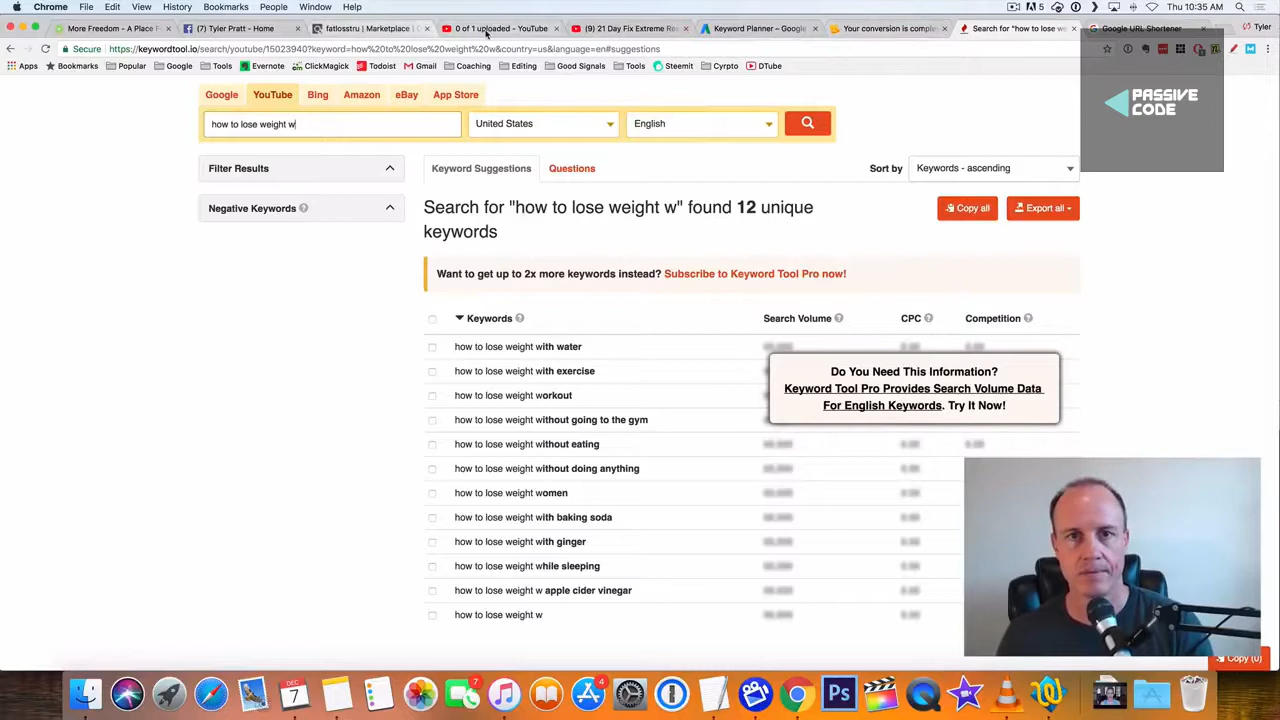 Chrome File Edit View History Bookmarks People Window Help 5 Thu 10:35 AM
More Freedom - A Place F (7) Tyler Pratt - Home fatlosstru | Marketplace | C 0 of 1 uploaded - YouTube (9) 21 Day Fix Extreme Re Keyword Planner – Google Your conversion is comple Search for "how to lose w Google URL Shortener Tyler
Secure https://keywordtool.io/search/youtube/15023940?keyword=how%20to%20lose%20weight%20w&country=us&language=en#suggestions
Apps Bookmarks Popular Google Tools Evernote ClickMagick Todoist Gmail Coaching Editing Good Signals Tools Steemit Cyrpto DTube
PASSIVE
CODE
Google YouTube Bing Amazon eBay App Store
how to lose weight w United States English
Filter Results Keyword Suggestions Questions Sort by Keywords - ascending
Negative Keywords
Search for "how to lose weight w" found 12 unique
keywords
Copy all Export all
Want to get up to 2x more keywords instead? Subscribe to Keyword Tool Pro now!
Keywords Search Volume CPC Competition
how to lose weight with water
how to lose weight with exercise
how to lose weight workout
how to lose weight without going to the gym
how to lose weight without eating
how to lose weight without doing anything
how to lose weight women
how to lose weight with baking soda
how to lose weight with ginger
how to lose weight while sleeping
how to lose weight w apple cider vinegar
how to lose weight w
Do You Need This Information?
Keyword Tool Pro Provides Search Volume Data
For English Keywords. Try It Now!
Copy (0)
DEC
7
4
Ps